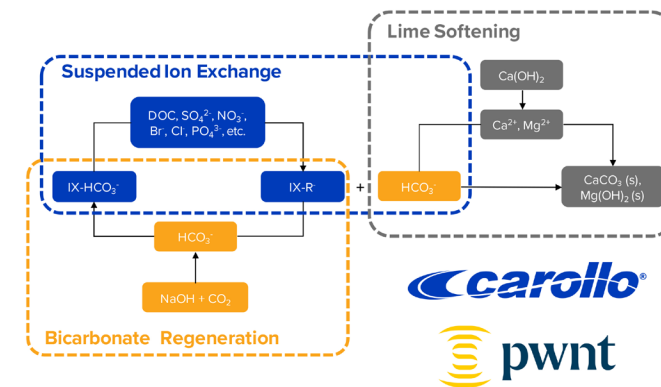 Lime Softening
Suspended Ion Exchange
Ca(OH)₂
DOC, SO₄²⁻, NO₃⁻,
Br⁻, Cl⁻, PO₄³⁻, etc.
Ca²⁺, Mg²⁺
IX-HCO₃⁻
IX-R⁻
+
HCO₃⁻
CaCO₃ (s),
Mg(OH)₂ (s)
HCO₃⁻
NaOH + CO₂
Bicarbonate Regeneration
carollo®
pwnt